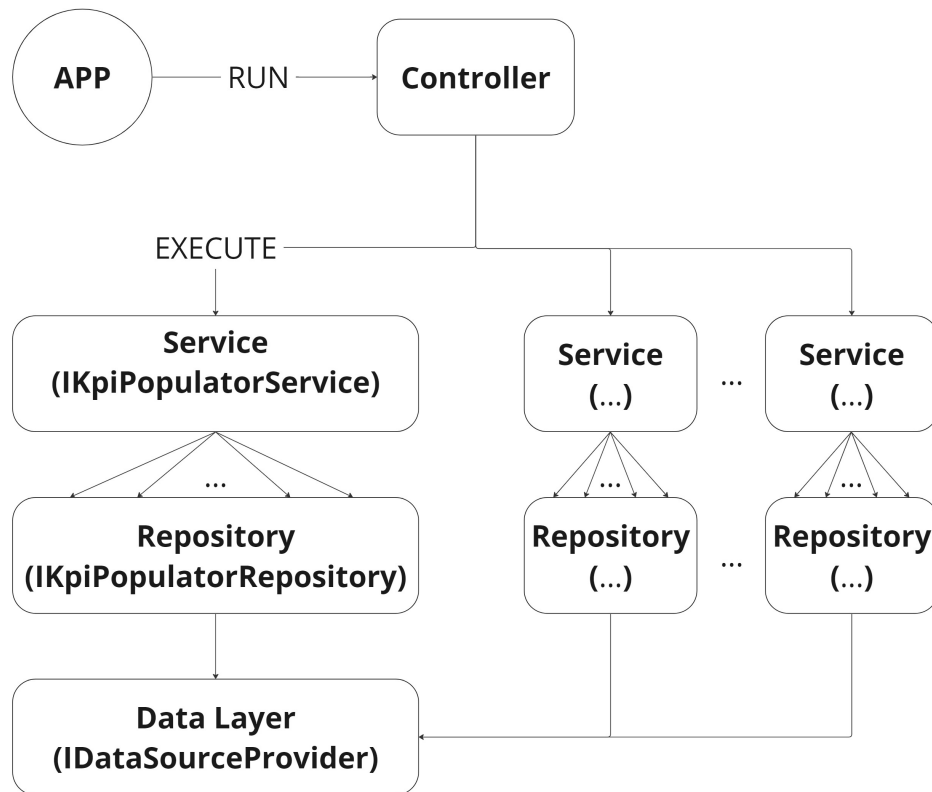 APP
RUN
Controller
EXECUTE
Service
(IKpiPopulatorService)
Service
(...)
...
Service
(...)
...
...
...
Repository
(IKpiPopulatorRepository)
Repository
(...)
...
Repository
(...)
Data Layer
(IDataSourceProvider)